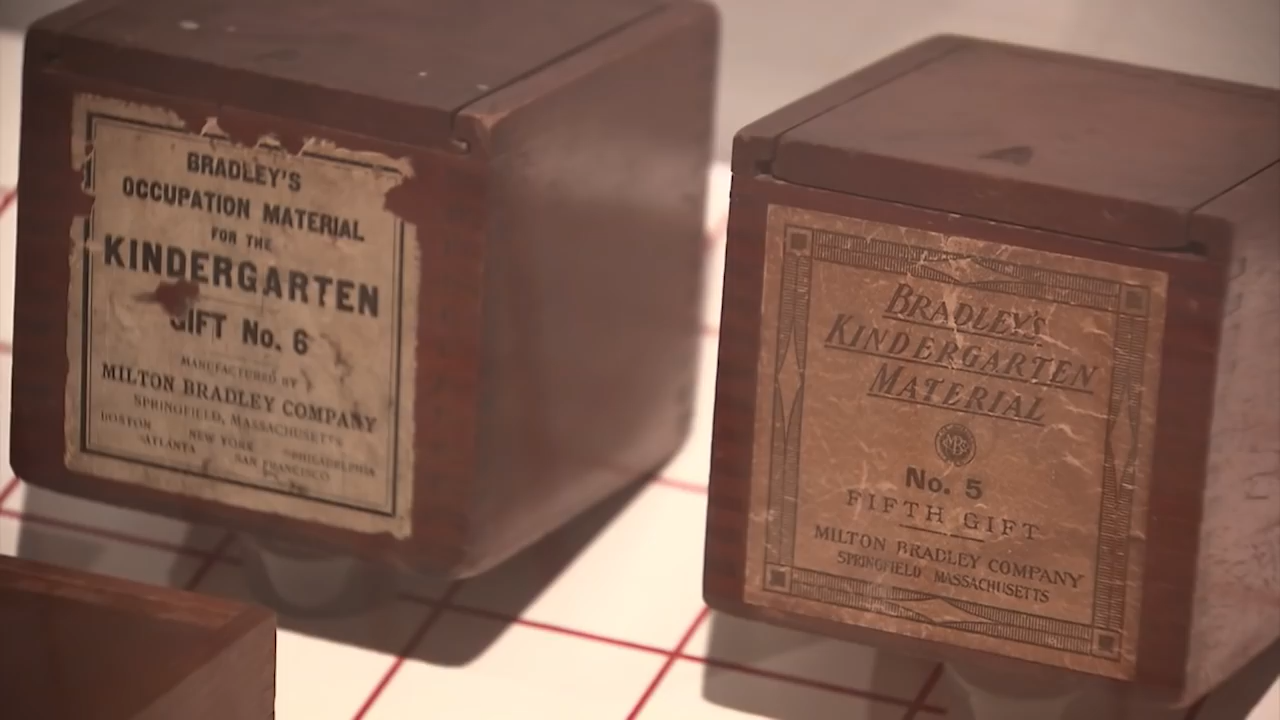 BRADLEY'S
OCCUPATION MATERIAL
FOR THE
KINDERGARTEN
GIFT No. 6
MANUFACTURED BY
MILTON BRADLEY COMPANY
SPRINGFIELD, MASSACHUSETTS
BOSTON NEW YORK PHILADELPHIA
ATLANTA SAN FRANCISCO
BRADLEY'S
KINDERGARTEN
MATERIAL
No. 5
FIFTH GIFT
MILTON BRADLEY COMPANY
SPRINGFIELD MASSACHUSETTS